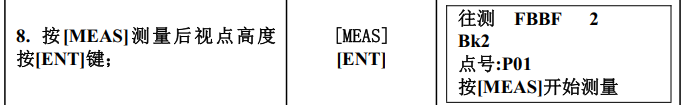 8. 按[MEAS]测量后视点高度
按[ENT]键；
[MEAS]
[ENT]
往测 FBBF 2
Bk2
点号:P01
按[MEAS]开始测量